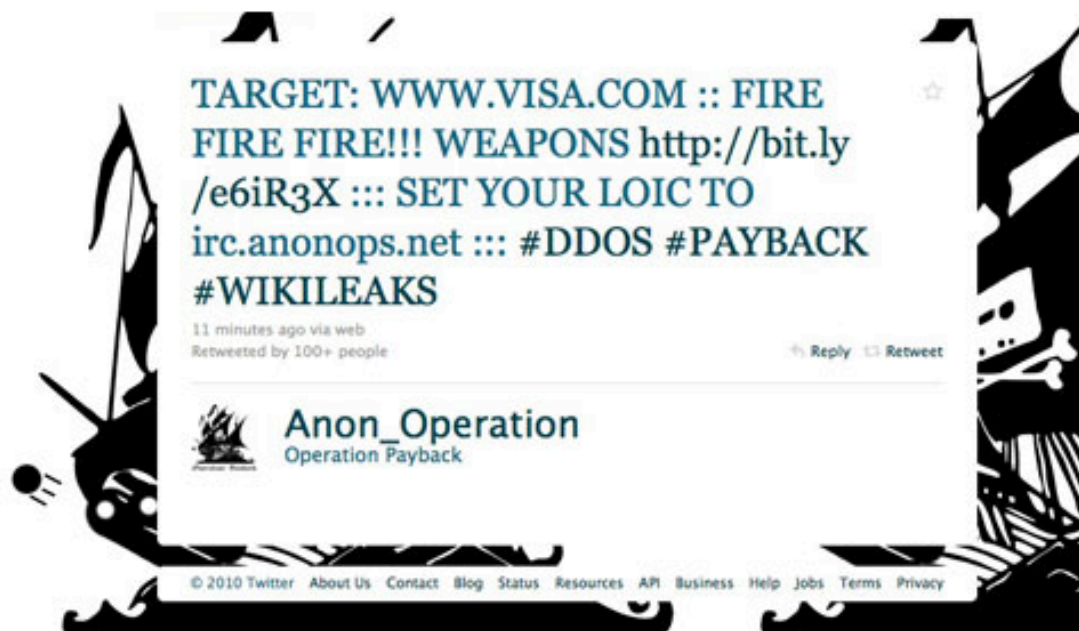 TARGET: WWW.VISA.COM :: FIRE
FIRE FIRE!!! WEAPONS http://bit.ly
/e6iR3X ::: SET YOUR LOIC TO
irc.anonops.net ::: #DDOS #PAYBACK
#WIKILEAKS
11 minutes ago via web
Retweeted by 100+ people
Reply Retweet
Anon_Operation
Operation Payback
© 2010 Twitter About Us Contact Blog Status Resources API Business Help Jobs Terms Privacy